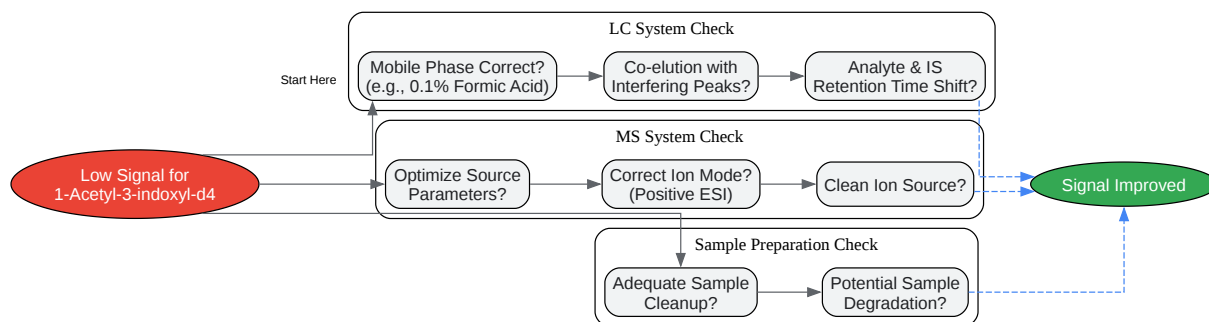 LC System Check
Start Here
Mobile Phase Correct?
(e.g., 0.1% Formic Acid)
Co-elution with
Interfering Peaks?
Analyte & IS
Retention Time Shift?
MS System Check
Low Signal for
1-Acetyl-3-indoxyl-d4
Optimize Source
Parameters?
Correct Ion Mode?
(Positive ESI)
Clean Ion Source?
Signal Improved
Sample Preparation Check
Adequate Sample
Cleanup?
Potential Sample
Degradation?